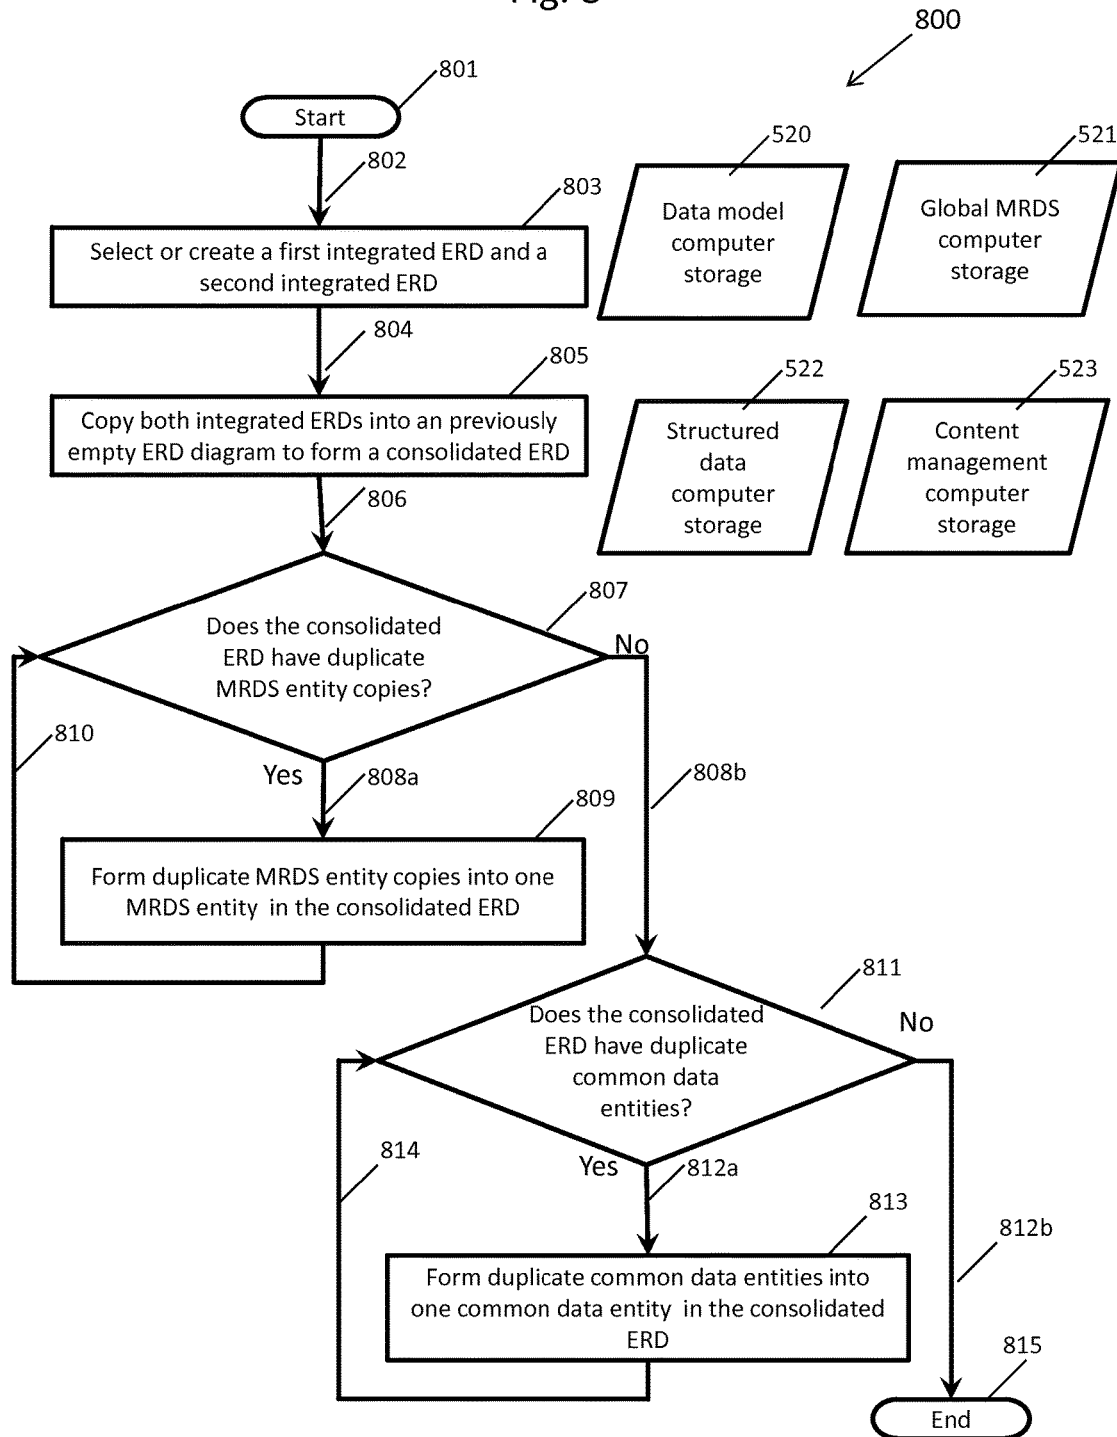 800
801
Start
802
803
Select or create a first integrated ERD and a
second integrated ERD
520
Data model
computer
storage
521
Global MRDS
computer
storage
804
805
Copy both integrated ERDs into an previously
empty ERD diagram to form a consolidated ERD
522
Structured
data
computer
storage
523
Content
management
computer
storage
806
807
Does the consolidated
ERD have duplicate
MRDS entity copies?
No
810
Yes
808a
808b
809
Form duplicate MRDS entity copies into one
MRDS entity in the consolidated ERD
811
Does the consolidated
ERD have duplicate
common data
entities?
No
814
Yes
812a
813
812b
Form duplicate common data entities into
one common data entity in the consolidated
ERD
815
End